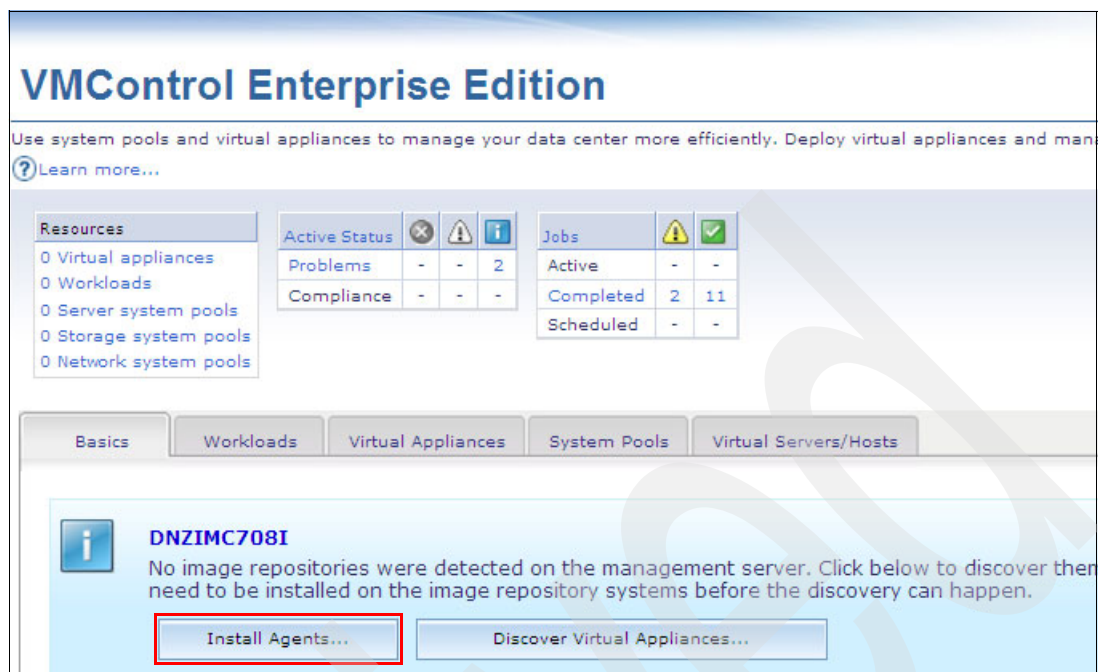 VMControl Enterprise Edition
Use system pools and virtual appliances to manage your data center more efficiently. Deploy virtual appliances and
Learn more...
Resources
0 Virtual appliances
0 Workloads
0 Server system pools
0 Storage system pools
0 Network system pools
Active Status
Problems - - 2
Compliance - - -
Jobs
Active - -
Completed 2 11
Scheduled - -
Basics Workloads Virtual Appliances System Pools Virtual Servers/Hosts
DNZIMC708I
No image repositories were detected on the management server. Click below to discover
need to be installed on the image repository systems before the discovery can happen.
Install Agents... Discover Virtual Appliances...